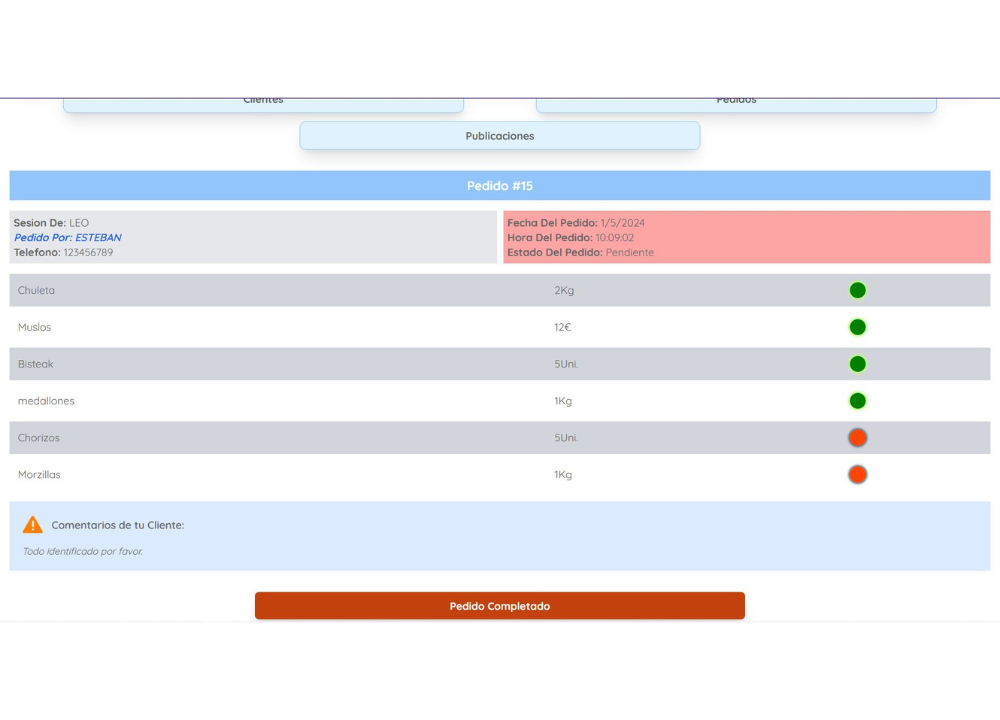 Clientes
Pedidos
Publicaciones
Pedido #15
Sesion De: LEO
Pedido Por: ESTEBAN
Telefono: 123456789
Fecha Del Pedido: 1/5/2024
Hora Del Pedido: 10:09:02
Estado Del Pedido: Pendiente
Chuleta 2Kg
Muslos 12€
Bisteak 5Uni.
medallones 1Kg
Chorizos 5Uni.
Morzillas 1Kg
Comentarios de tu Cliente:
Todo identificado por favor.
Pedido Completado